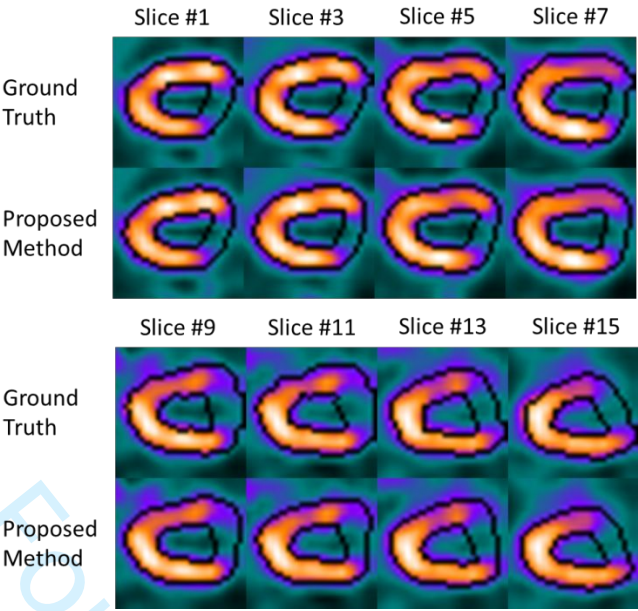 Slice #1 Slice #3 Slice #5 Slice #7
Ground
Truth
Proposed
Method
Slice #9 Slice #11 Slice #13 Slice #15
Ground
Truth
Proposed
Method
Fo